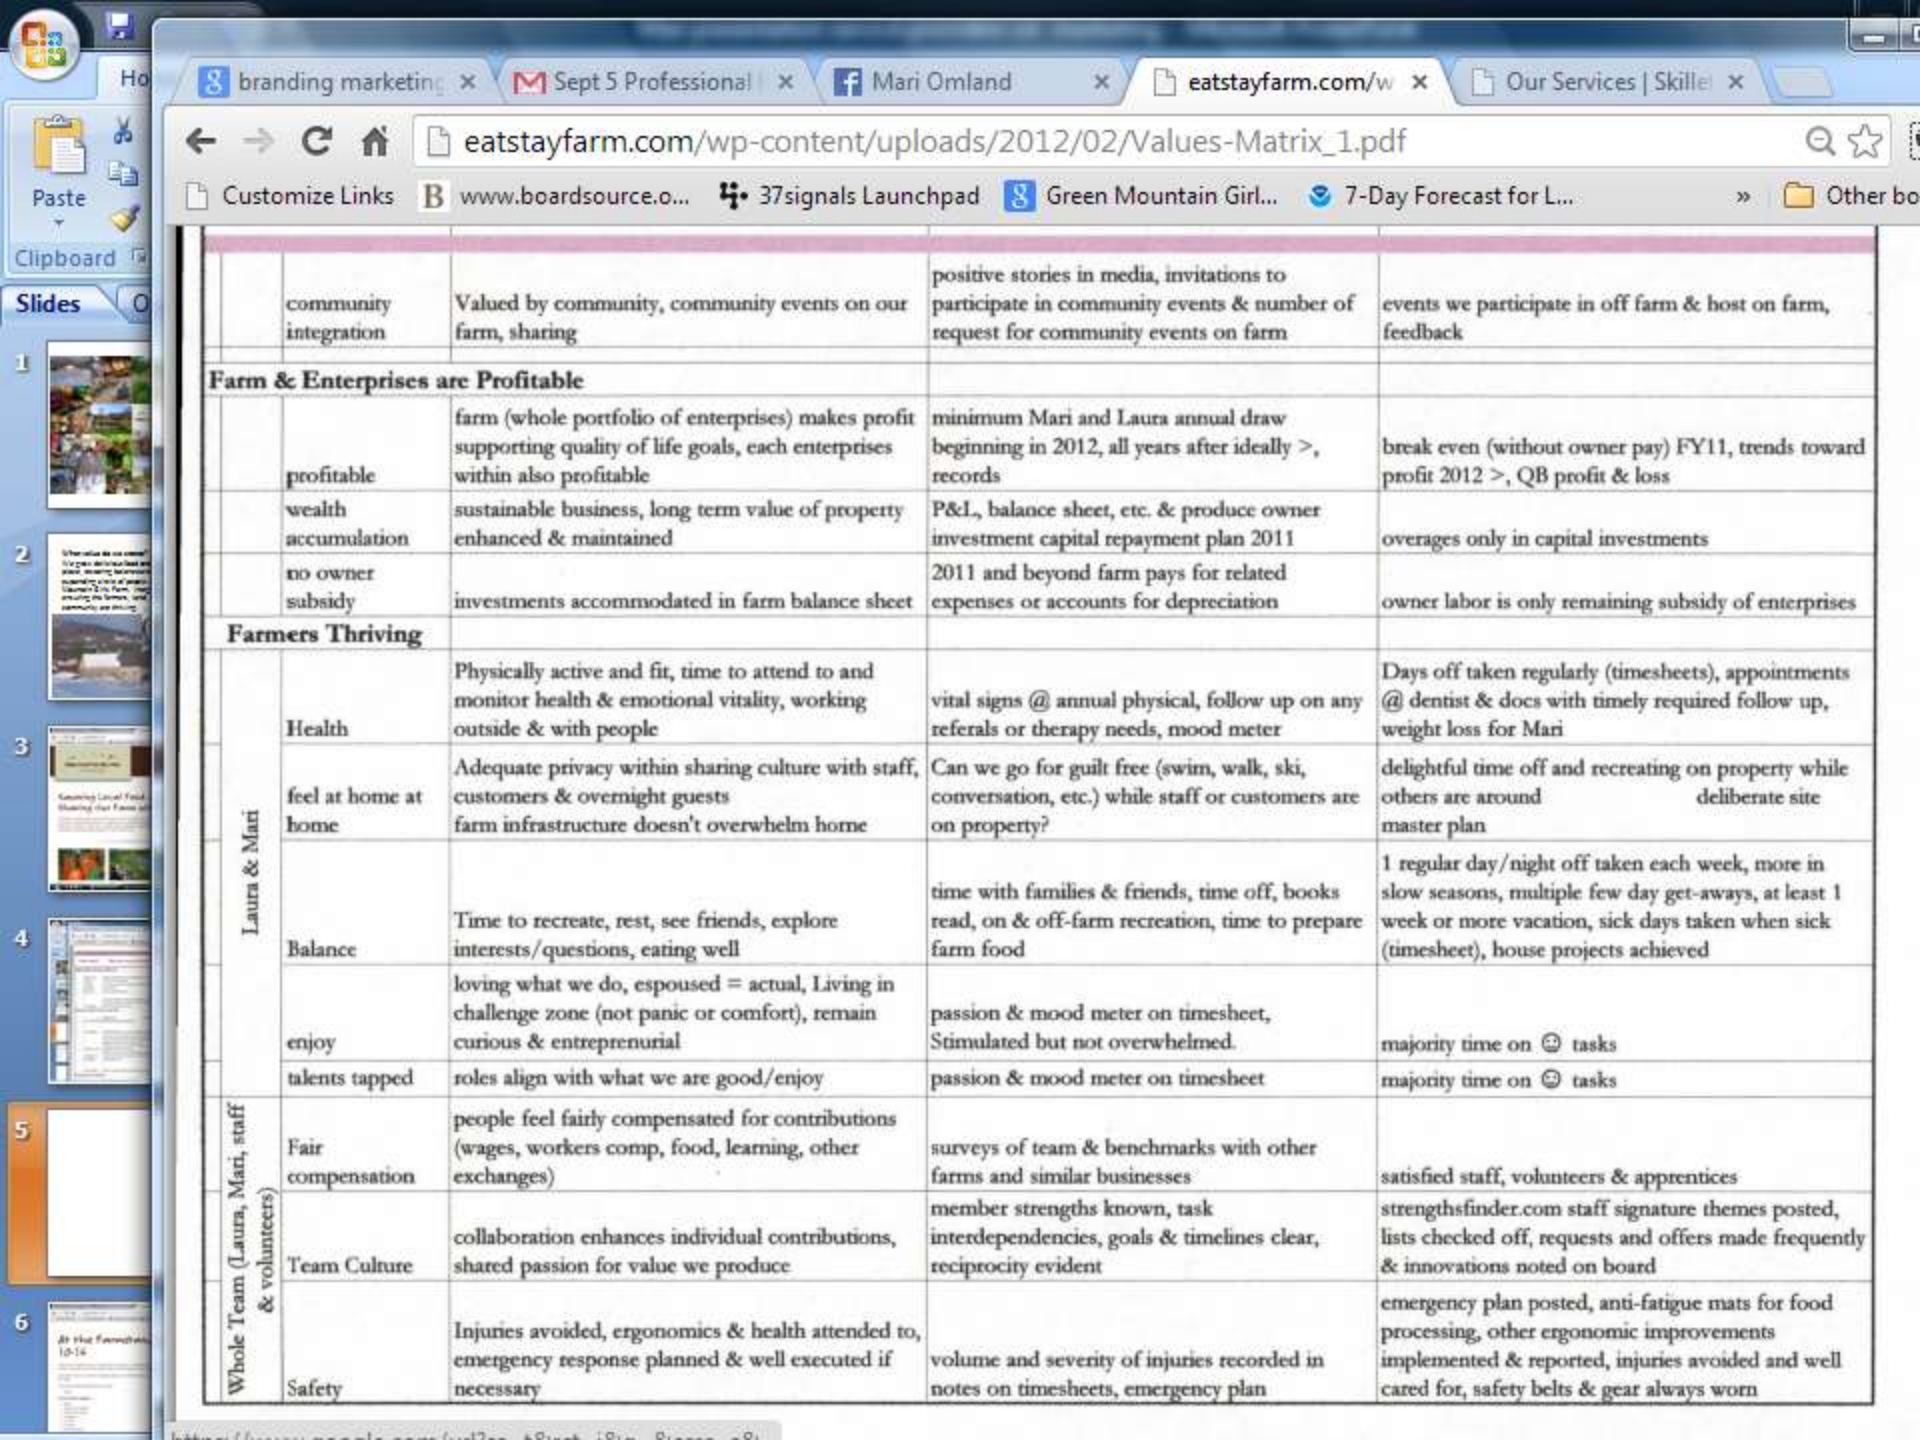 Ho
branding marketing
Sept 5 Professional
Mari Omland
eatstayfarm.com/w
Our Services | Skille
eatstayfarm.com/wp-content/uploads/2012/02/Values-Matrix_1.pdf
Paste
Clipboard
Customize Links
B www.boardsource.o...
37signals Launchpad
Green Mountain Girl...
7-Day Forecast for L...
»
Other bo
Slides
O
1
2
3
4
5
6
At the Farmstan
community
integration
Valued by community, community events on our
farm, sharing
positive stories in media, invitations to
participate in community events & number of
request for community events on farm
events we participate in off farm & host on farm,
feedback
Farm & Enterprises are Profitable
profitable
farm (whole portfolio of enterprises) makes profit
supporting quality of life goals, each enterprises
within also profitable
minimum Mari and Laura annual draw
beginning in 2012, all years after ideally >,
records
break even (without owner pay) FY11, trends toward
profit 2012 >, QB profit & loss
wealth
accumulation
sustainable business, long term value of property
enhanced & maintained
P&L, balance sheet, etc. & produce owner
investment capital repayment plan 2011
overages only in capital investments
no owner
subsidy
investments accommodated in farm balance sheet
2011 and beyond farm pays for related
expenses or accounts for depreciation
owner labor is only remaining subsidy of enterprises
Farmers Thriving
Laura & Mari
Health
Physically active and fit, time to attend to and
monitor health & emotional vitality, working
outside & with people
vital signs @ annual physical, follow up on any
referals or therapy needs, mood meter
Days off taken regularly (timesheets), appointments
@ dentist & docs with timely required follow up,
weight loss for Mari
feel at home at
home
Adequate privacy within sharing culture with staff,
customers & overnight guests
farm infrastructure doesn't overwhelm home
Can we go for guilt free (swim, walk, ski,
conversation, etc.) while staff or customers are
on property?
delightful time off and recreating on property while
others are around deliberate site
master plan
Balance
Time to recreate, rest, see friends, explore
interests/questions, eating well
time with families & friends, time off, books
read, on & off-farm recreation, time to prepare
farm food
1 regular day/night off taken each week, more in
slow seasons, multiple few day get-aways, at least 1
week or more vacation, sick days taken when sick
(timesheet), house projects achieved
enjoy
loving what we do, espoused = actual, Living in
challenge zone (not panic or comfort), remain
curious & entreprenurial
passion & mood meter on timesheet,
Stimulated but not overwhelmed.
majority time on ☺ tasks
talents tapped
roles align with what we are good/enjoy
passion & mood meter on timesheet
majority time on ☺ tasks
Whole Team (Laura, Mari, staff
& volunteers)
Fair
compensation
people feel fairly compensated for contributions
(wages, workers comp, food, learning, other
exchanges)
surveys of team & benchmarks with other
farms and similar businesses
satisfied staff, volunteers & apprentices
Team Culture
collaboration enhances individual contributions,
shared passion for value we produce
member strengths known, task
interdependencies, goals & timelines clear,
reciprocity evident
strengthsfinder.com staff signature themes posted,
lists checked off, requests and offers made frequently
& innovations noted on board
Safety
Injuries avoided, ergonomics & health attended to,
emergency response planned & well executed if
necessary
volume and severity of injuries recorded in
notes on timesheets, emergency plan
emergency plan posted, anti-fatigue mats for food
processing, other ergonomic improvements
implemented & reported, injuries avoided and well
cared for, safety belts & gear always worn